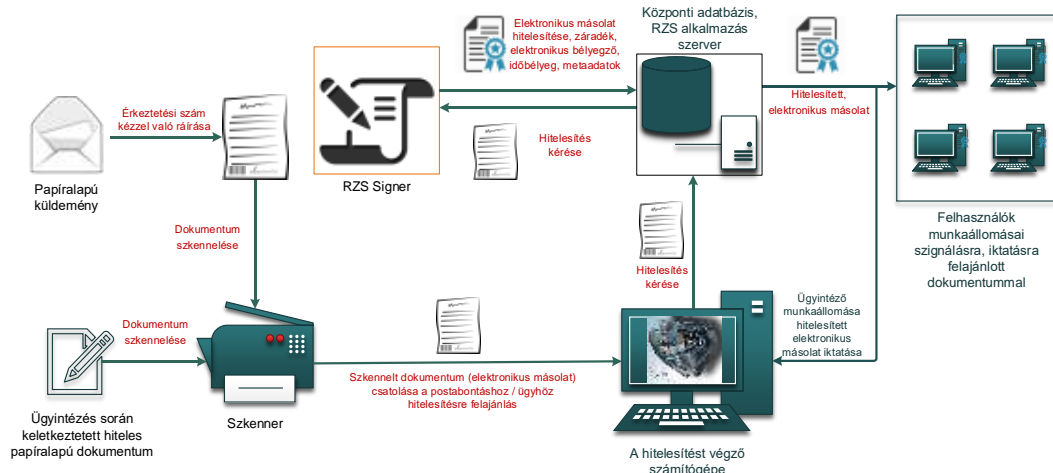 Elektronikus másolat
hitelesítése, záradék,
elektronikus bélyegző,
időbélyeg, metaadatok
Központi adatbázis,
RZS alkalmazás
szerver
Érkeztetési szám
kézzel való ráírása
Hitelesítés
kérése
Hitelesített,
elektronikus másolat
Papíralapú
küldemény
RZS Signer
Dokumentum
szkennelése
Hitelesítés
kérése
Felhasználók
munkaállomásai
szignálásra, iktatásra
felajánlott
dokumentummal
Dokumentum
szkennelése
Ügyintéző
munkaállomása
hitelesített
elektronikus
másolat iktatása
Szkennelt dokumentum (elektronikus másolat)
csatolása a postabontáshoz / ügyhöz
hitelesítésre felajánlás
Ügyintézés során
keletkeztetett hiteles
papíralapú dokumentum
Szkenner
A hitelesítést végző
számítógépe